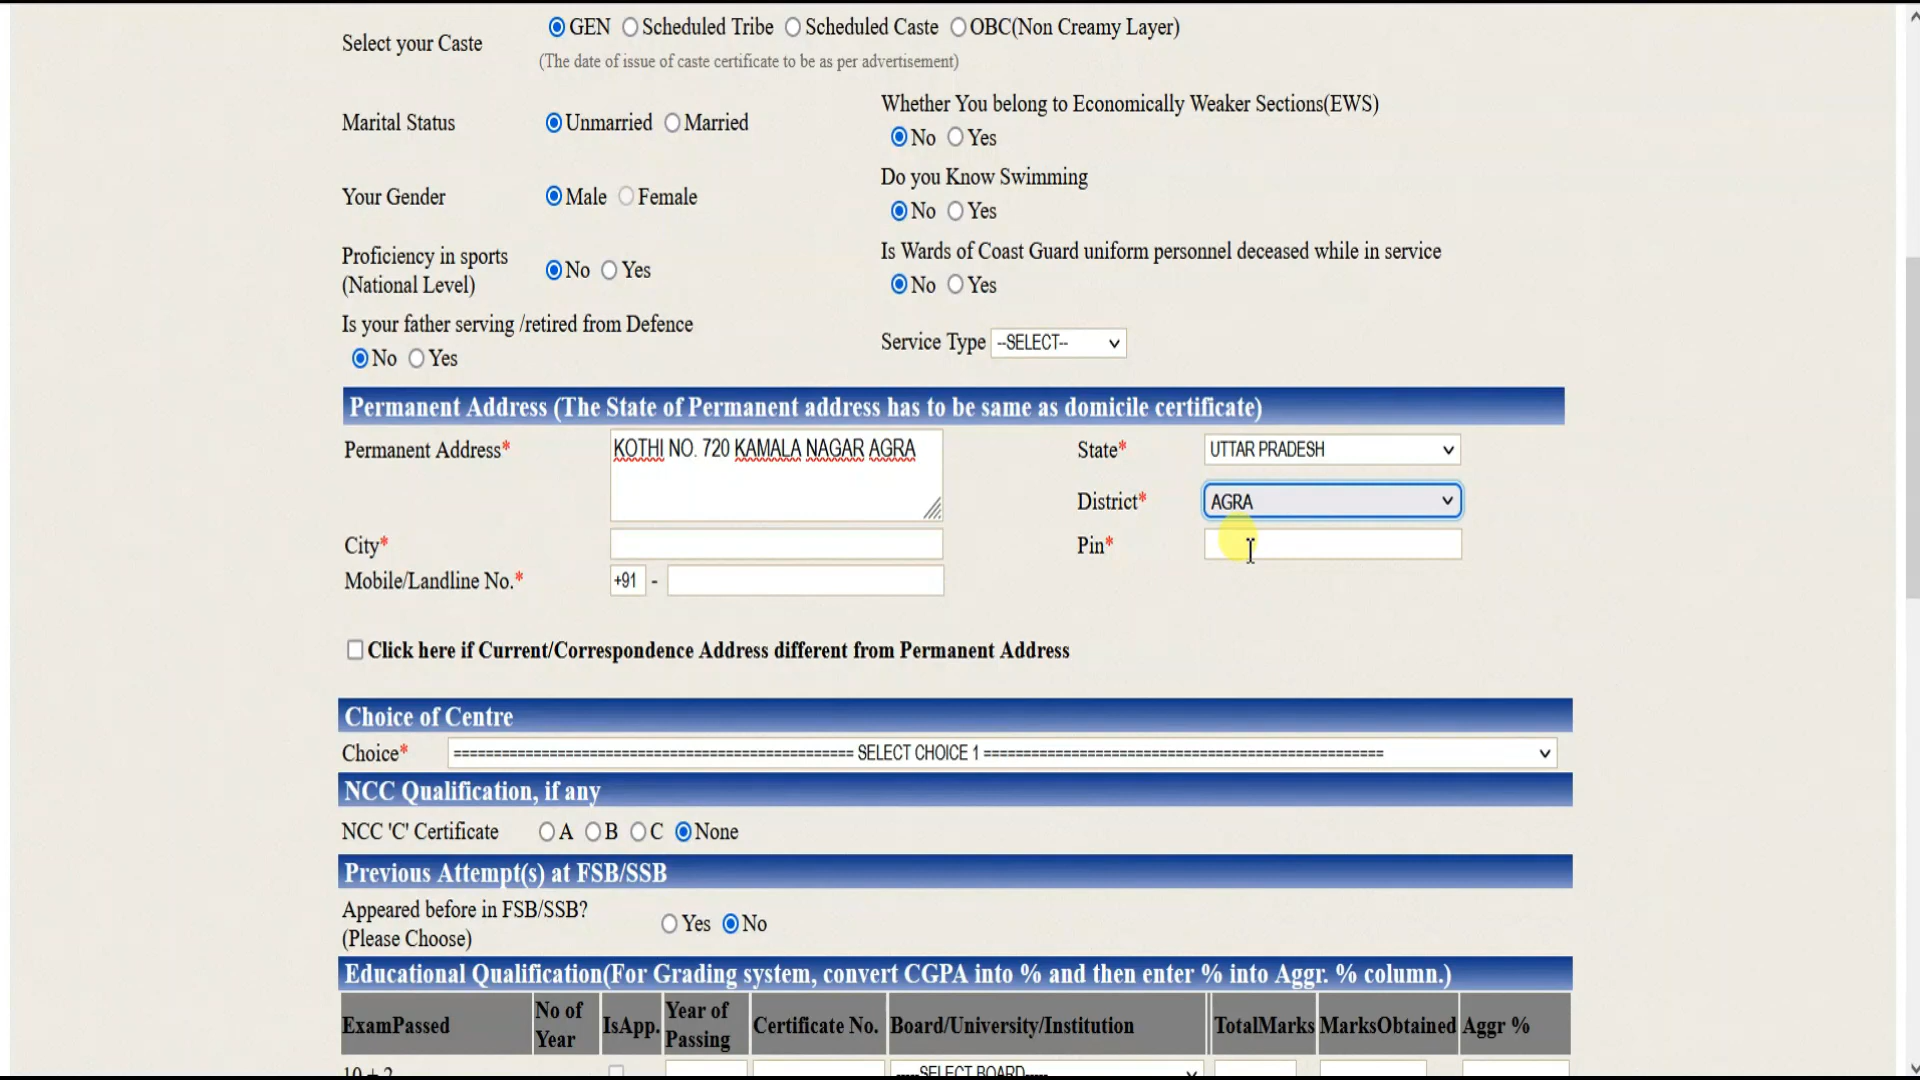 Select your Caste
GEN Scheduled Tribe Scheduled Caste OBC(Non Creamy Layer)
(The date of issue of caste certificate to be as per advertisement)
Marital Status
Unmarried Married
Whether You belong to Economically Weaker Sections(EWS)
No Yes
Your Gender
Male Female
Do you Know Swimming
No Yes
Proficiency in sports
(National Level)
No Yes
Is Wards of Coast Guard uniform personnel deceased while in service
No Yes
Is your father serving /retired from Defence
No Yes
Service Type --SELECT--
Permanent Address (The State of Permanent address has to be same as domicile certificate)
Permanent Address*
KOTHI NO. 720 KAMALA NAGAR AGRA
State* UTTAR PRADESH
District* AGRA
City*
Pin*
Mobile/Landline No.* +91 -
Click here if Current/Correspondence Address different from Permanent Address
Choice of Centre
Choice* ================================================== SELECT CHOICE 1 ==================================================
NCC Qualification, if any
NCC 'C' Certificate A B C None
Previous Attempt(s) at FSB/SSB
Appeared before in FSB/SSB?
(Please Choose)
Yes No
Educational Qualification(For Grading system, convert CGPA into % and then enter % into Aggr. % column.)
ExamPassed No of Year IsApp. Year of Passing Certificate No. Board/University/Institution TotalMarks MarksObtained Aggr %
10 + 2 -----SELECT BOARD-----